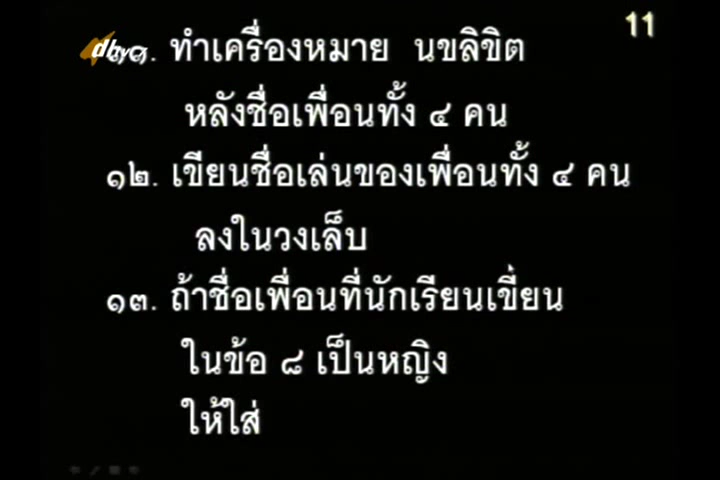 11
๑๑. ทำเครื่องหมาย นขลิขิต
หลังชื่อเพื่อนทั้ง ๔ คน
๑๒. เขียนชื่อเล่นของเพื่อนทั้ง ๔ คน
ลงในวงเล็บ
๑๓. ถ้าชื่อเพื่อนที่นักเรียนเขี่ยน
ในข้อ ๘ เป็นหญิง
ให้ใส่